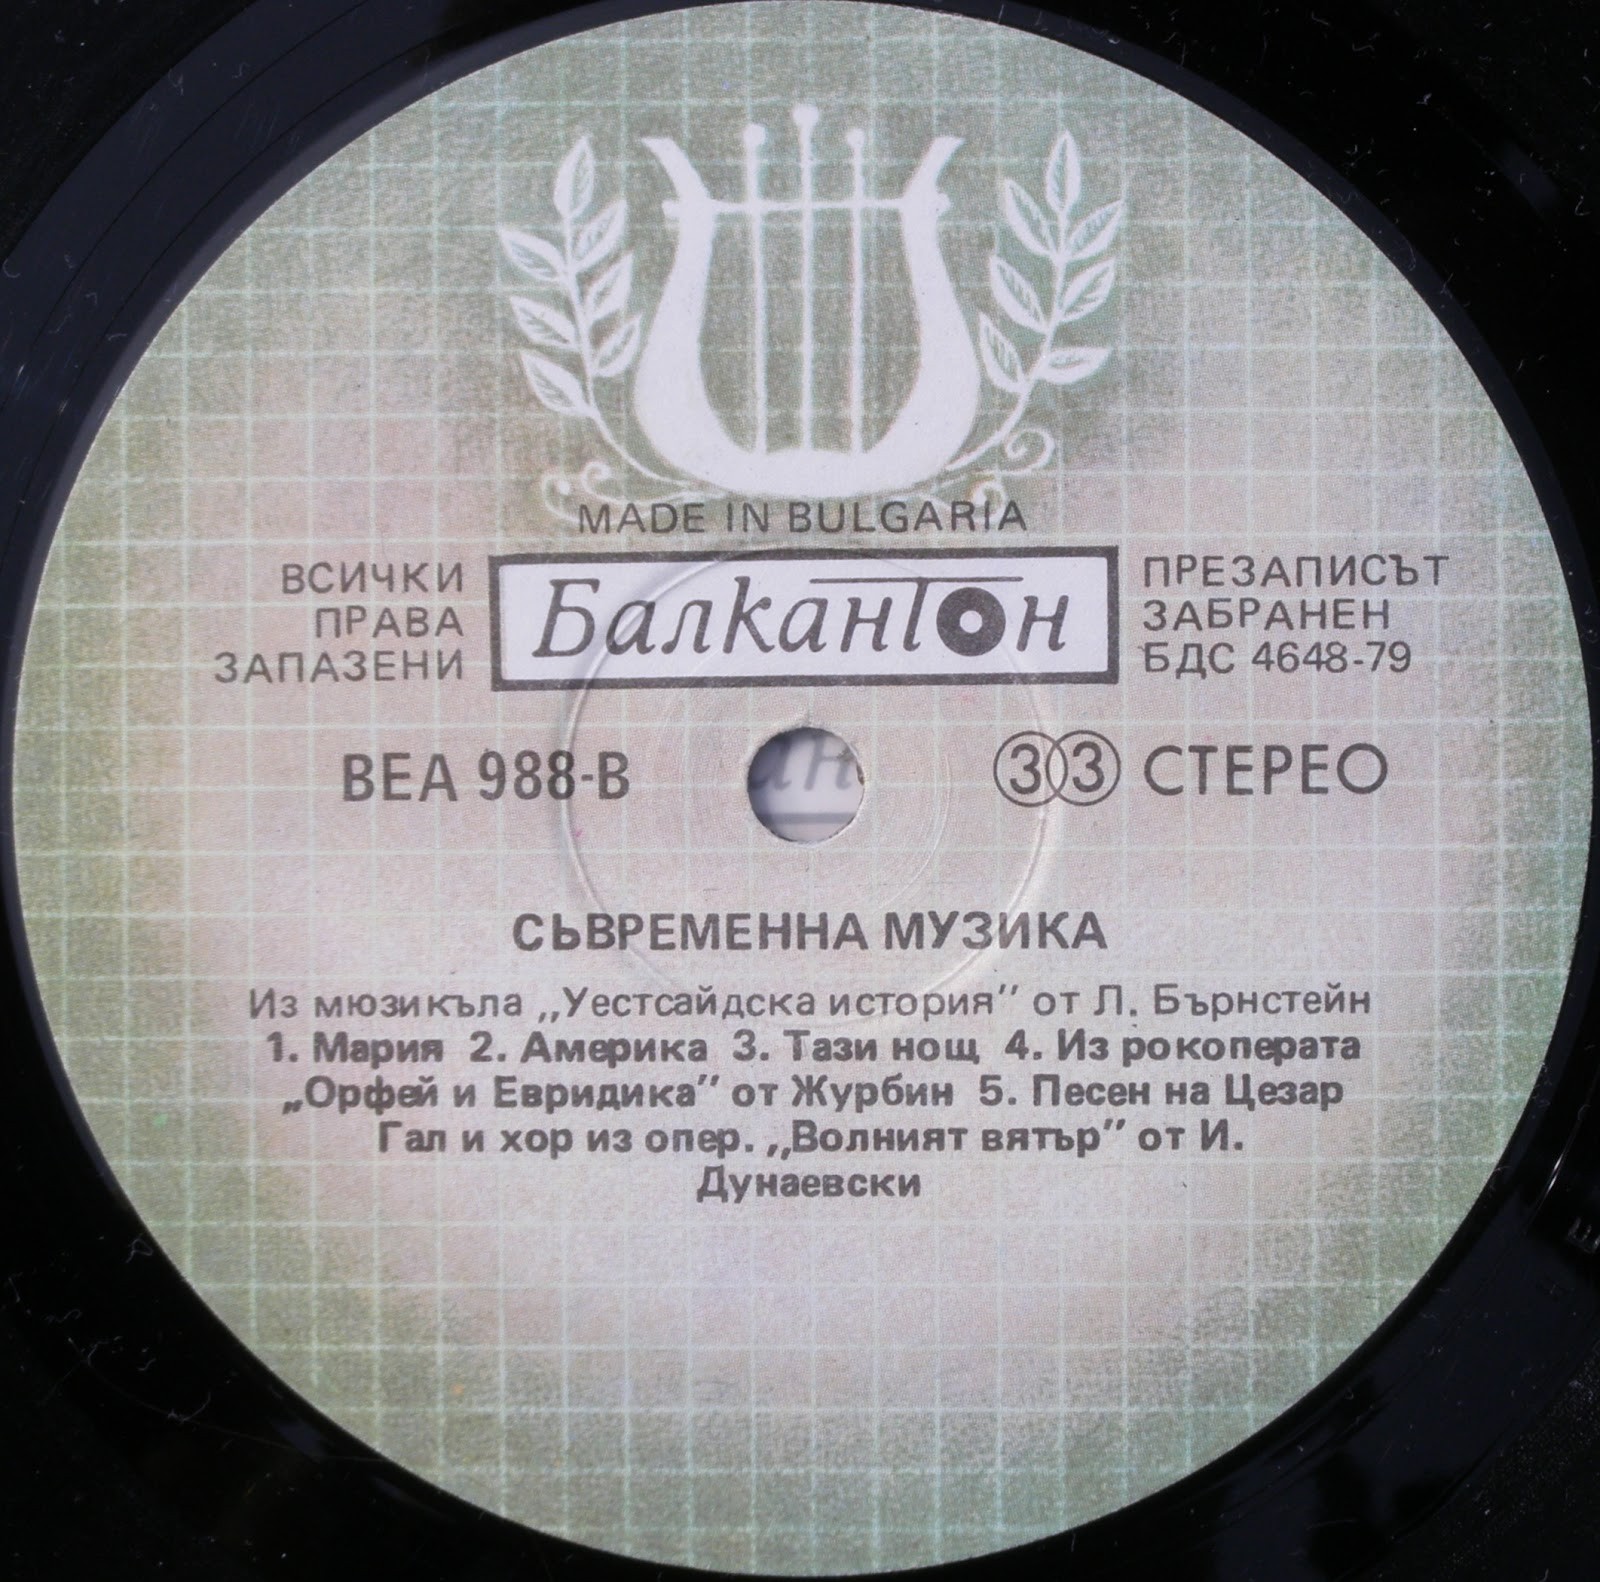 MADE IN BULGARIA
ВСИЧКИ
ПРАВА
ЗАПАЗЕНИ
Балкантон
ПРЕЗАПИСЪТ
ЗАБРАНЕН
БДС 4648-79
ВЕА 988-В
33 СТЕРЕО
СЪВРЕМЕННА МУЗИКА
Из мюзикъла „Уестсайдска история” от Л. Бърнстейн
1. Мария 2. Америка 3. Тази нощ 4. Из рокоперата
„Орфей и Евридика” от Журбин 5. Песен на Цезар
Гал и хор из опер. „Волният вятър” от И.
Дунаевски